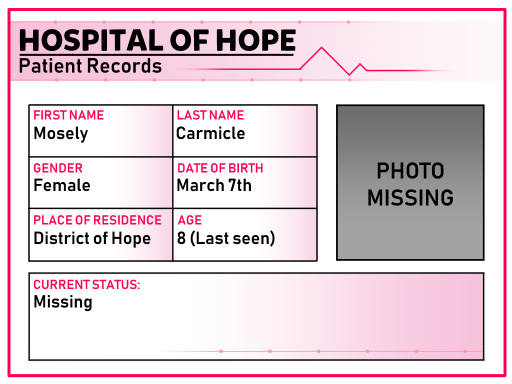 HOSPITAL OF HOPE
Patient Records
FIRST NAME
Mosely
LAST NAME
Carmicle
GENDER
Female
DATE OF BIRTH
March 7th
PLACE OF RESIDENCE
District of Hope
AGE
8 (Last seen)
PHOTO
MISSING
CURRENT STATUS:
Missing